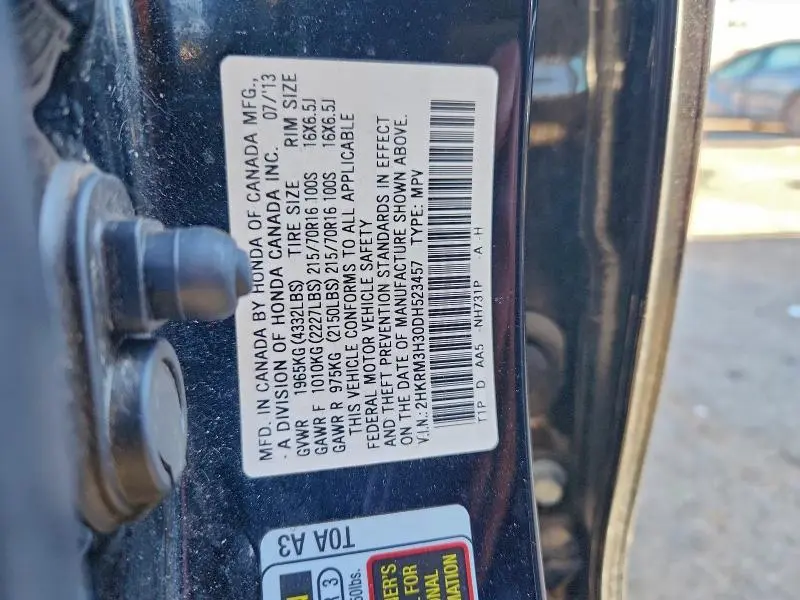 MFD. IN CANADA BY HONDA OF CANADA MFG.,
- A DIVISION OF HONDA CANADA INC. 07/'13
GVWR 1965KG(4332LBS) TIRE SIZE RIM SIZE
GAWR F 1010KG(2227LBS) 215/70R16 100S 16X6.5J
GAWR R 975KG (2150LBS) 215/70R16 100S 16X6.5J
THIS VEHICLE CONFORMS TO ALL APPLICABLE
FEDERAL MOTOR VEHICLE SAFETY
AND THEFT PREVENTION STANDARDS IN EFFECT
ON THE DATE OF MANUFACTURE SHOWN ABOVE.
V.I.N.: 2HKRM3H30DH523457 TYPE: MPV
T1P D AA5 -NH731P A -H
T0A A3
R 3
lbs.
FOR